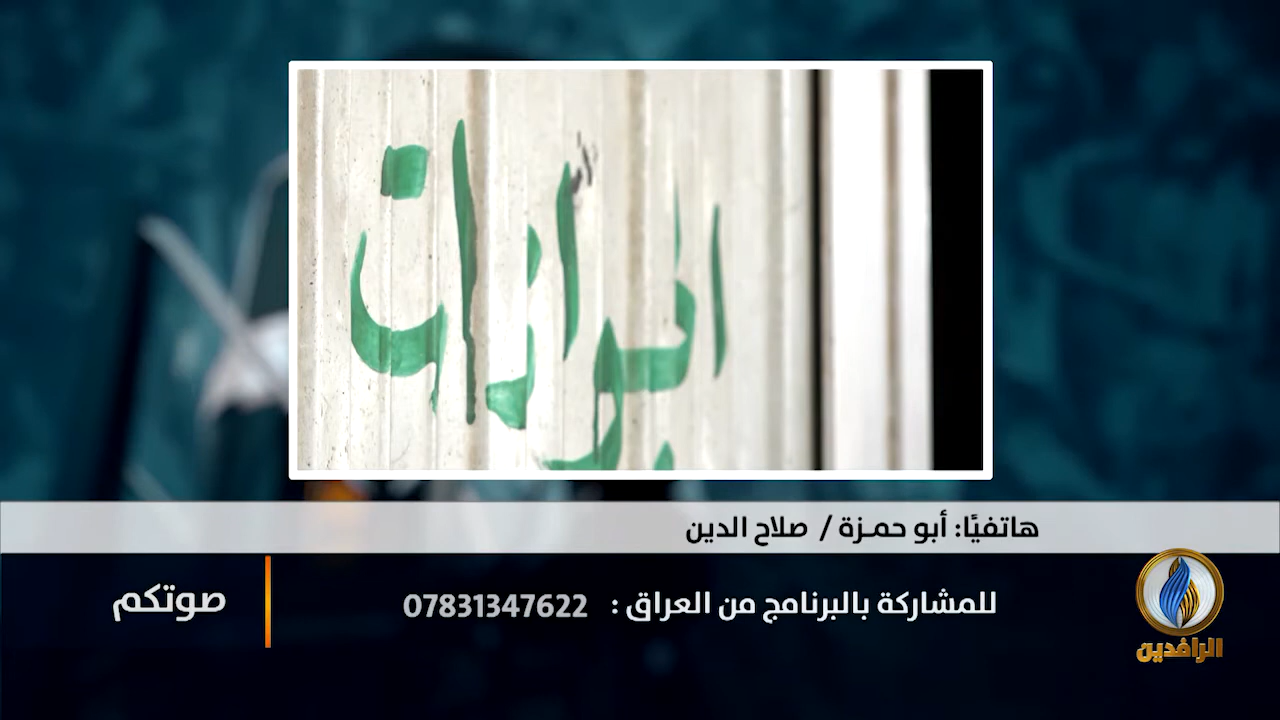 هاتفيًا: أبو حمزة / صلاح الدين
للمشاركة بالبرنامج من العراق : 07831347622
صوتكم
الرافدين